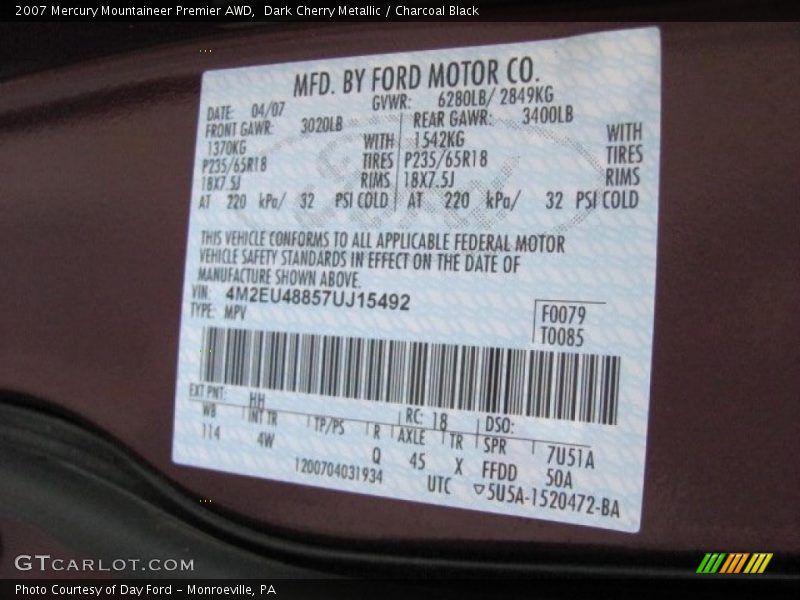 2007 Mercury Mountaineer Premier AWD,  Dark Cherry Metallic / Charcoal Black
MFD. BY FORD MOTOR CO.
DATE: 04/07 GVWR: 6280LB/ 2849KG
FRONT GAWR: 3020LB REAR GAWR: 3400LB
1370KG WITH 1542KG WITH
P235/65R18 TIRES P235/65R18 TIRES
18X7.5J RIMS 18X7.5J RIMS
AT 220 kPa/ 32 PSI COLD AT 220 kPa/ 32 PSI COLD
THIS VEHICLE CONFORMS TO ALL APPLICABLE FEDERAL MOTOR
VEHICLE SAFETY STANDARDS IN EFFECT ON THE DATE OF
MANUFACTURE SHOWN ABOVE.
VIN: 4M2EU48857UJ15492
TYPE: MPV
F0079
T0085
EXT PNT: HH RC: 18 DSO:
WB INT TR TP/PS R AXLE TR SPR 7U51A
114 4W Q 45 X FFDD 50A
1200704031934 UTC ▽5U5A-1520472-BA
Ford
GTCARLOT.COM
Photo Courtesy of Day Ford – Monroeville, PA